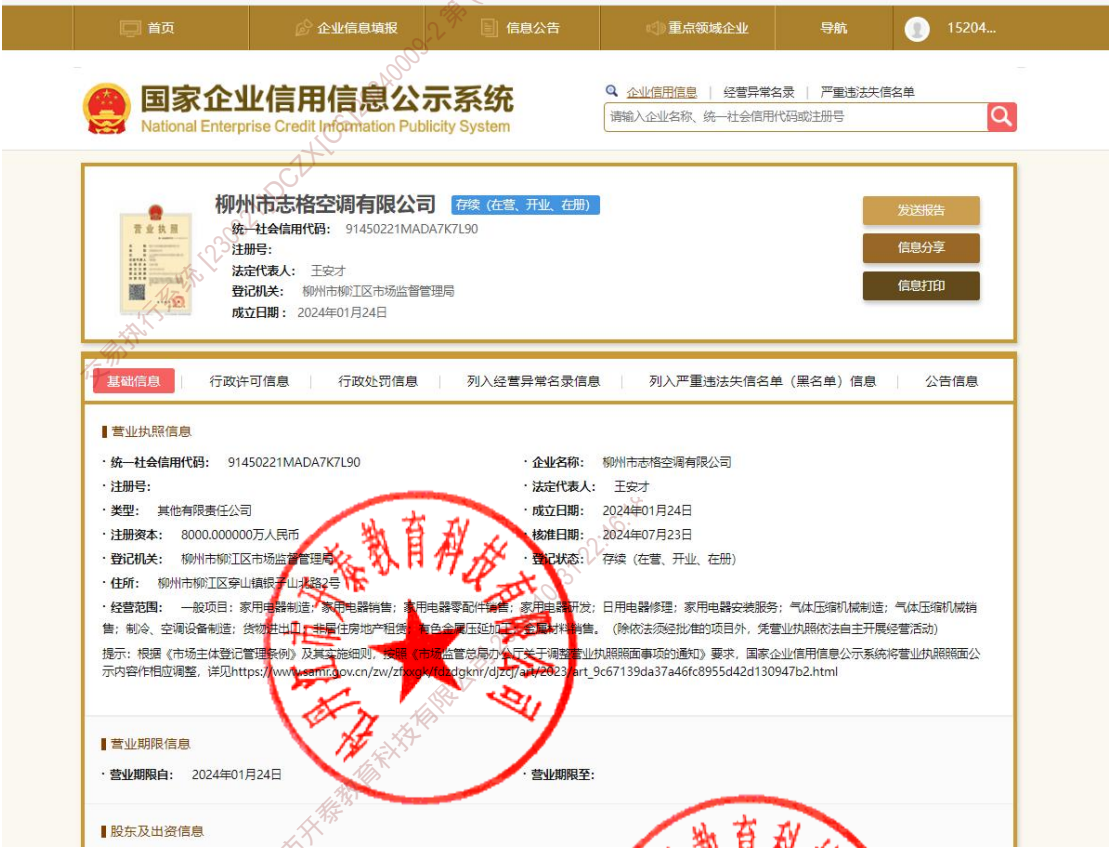 首页 企业信息填报 信息公告 重点领域企业 导航 15204...
国家企业信用信息公示系统
National Enterprise Credit Information Publicity System
企业信用信息 | 经营异常名录 | 严重违法失信名单
请输入企业名称、统一社会信用代码或注册号
柳州市志格空调有限公司 存续（在营、开业、在册）
统一社会信用代码： 91450221MADA7K7L90
注册号：
法定代表人： 王安才
登记机关： 柳州市柳江区市场监督管理局
成立日期： 2024年01月24日
发送报告
信息分享
信息打印
营业执照
基础信息 | 行政许可信息 | 行政处罚信息 | 列入经营异常名录信息 | 列入严重违法失信名单（黑名单）信息 | 公告信息
营业执照信息
· 统一社会信用代码： 91450221MADA7K7L90 · 企业名称： 柳州市志格空调有限公司
· 注册号： · 法定代表人： 王安才
· 类型： 其他有限责任公司 · 成立日期： 2024年01月24日
· 注册资本： 8000.000000万人民币 · 核准日期： 2024年07月23日
· 登记机关： 柳州市柳江区市场监督管理局 · 登记状态： 存续（在营、开业、在册）
· 住所： 柳州市柳江区穿山镇银子山北路2号
· 经营范围： 一般项目：家用电器制造；家用电器销售；家用电器零配件销售；家用电器研发；日用电器修理；家用电器安装服务；气体压缩机械制造；气体压缩机械销
售；制冷、空调设备制造；货物进出口；非居住房地产租赁；有色金属压延加工；金属材料销售。（除依法须经批准的项目外，凭营业执照依法自主开展经营活动）
提示：根据《市场主体登记管理条例》及其实施细则，按照《市场监管总局办公厅关于调整营业执照照面事项的通知》要求，国家企业信用信息公示系统将营业执照照面公
示内容作相应调整，详见https://www.samr.gov.cn/zw/zfxxgk/fdzdgknr/djzcj/art/2023/art_9c67139da37a46fc8955d42d130947b2.html
营业期限信息
· 营业期限自： 2024年01月24日 · 营业期限至：
股东及出资信息
牡丹江市开泰教育科技有限公司